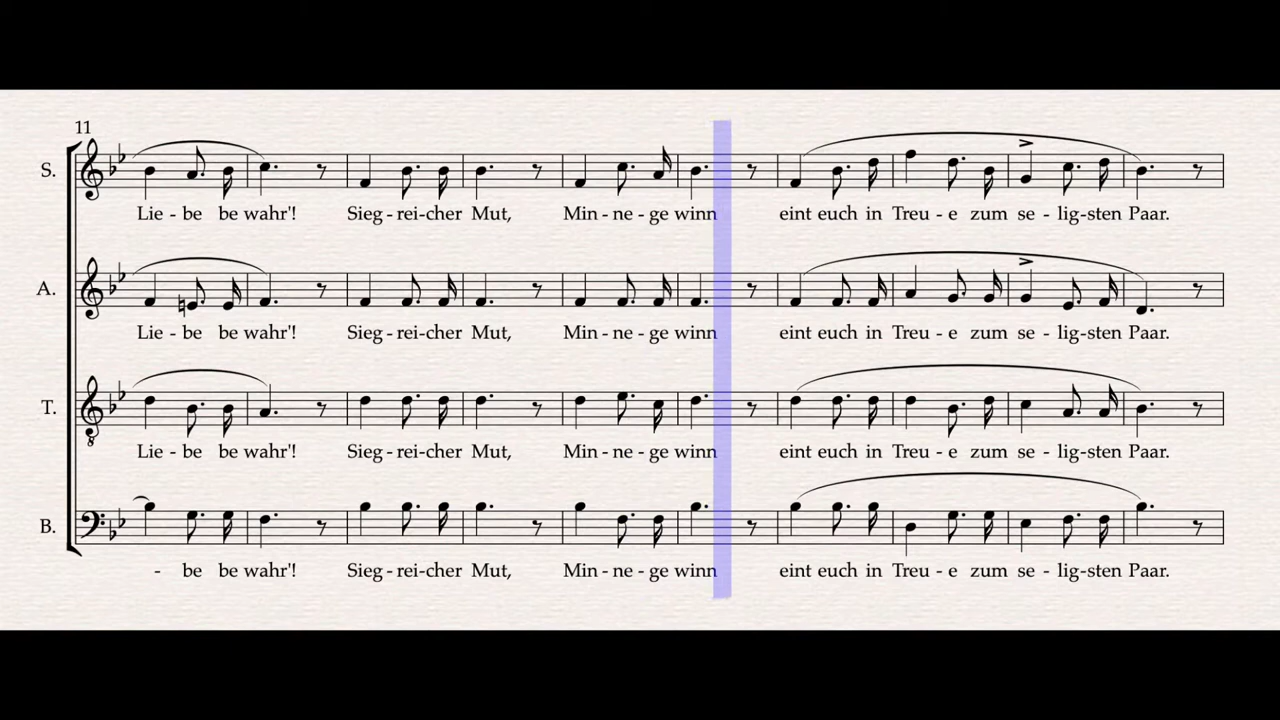 11
S.
Lie - be be wahr'! Sieg - rei-cher Mut, Min - ne - ge winn eint euch in Treu - e zum se - lig-sten Paar.
A.
Lie - be be wahr'! Sieg - rei-cher Mut, Min - ne - ge winn eint euch in Treu - e zum se - lig-sten Paar.
T.
Lie - be be wahr'! Sieg - rei-cher Mut, Min - ne - ge winn eint euch in Treu - e zum se - lig-sten Paar.
B.
- be be wahr'! Sieg - rei-cher Mut, Min - ne - ge winn eint euch in Treu - e zum se - lig-sten Paar.